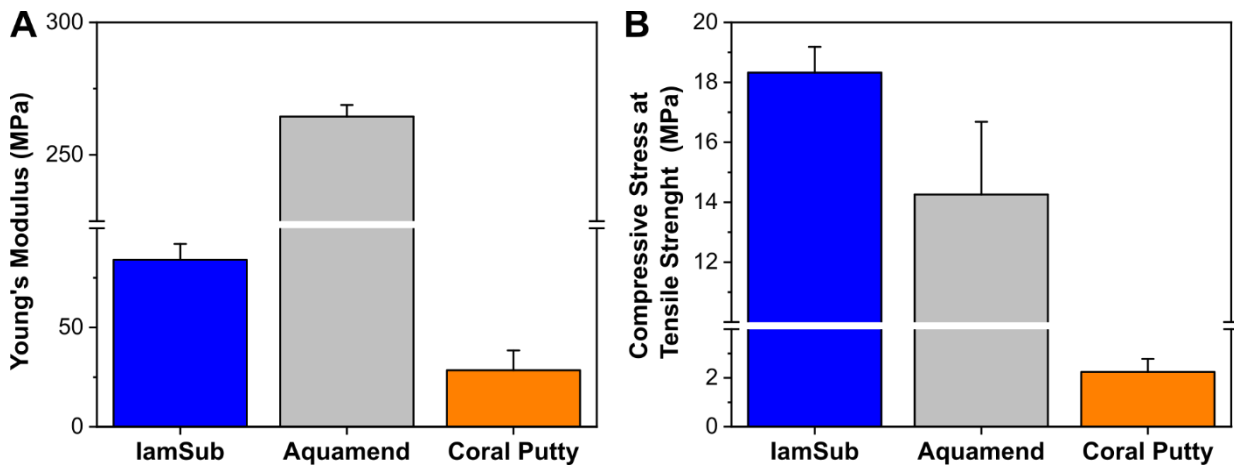 A
Young's Modulus (MPa)
300
250
50
0
IamSub
Aquamend
Coral Putty
B
Compressive Stress at
Tensile Strenght (MPa)
20
18
16
14
12
2
IamSub
Aquamend
Coral Putty